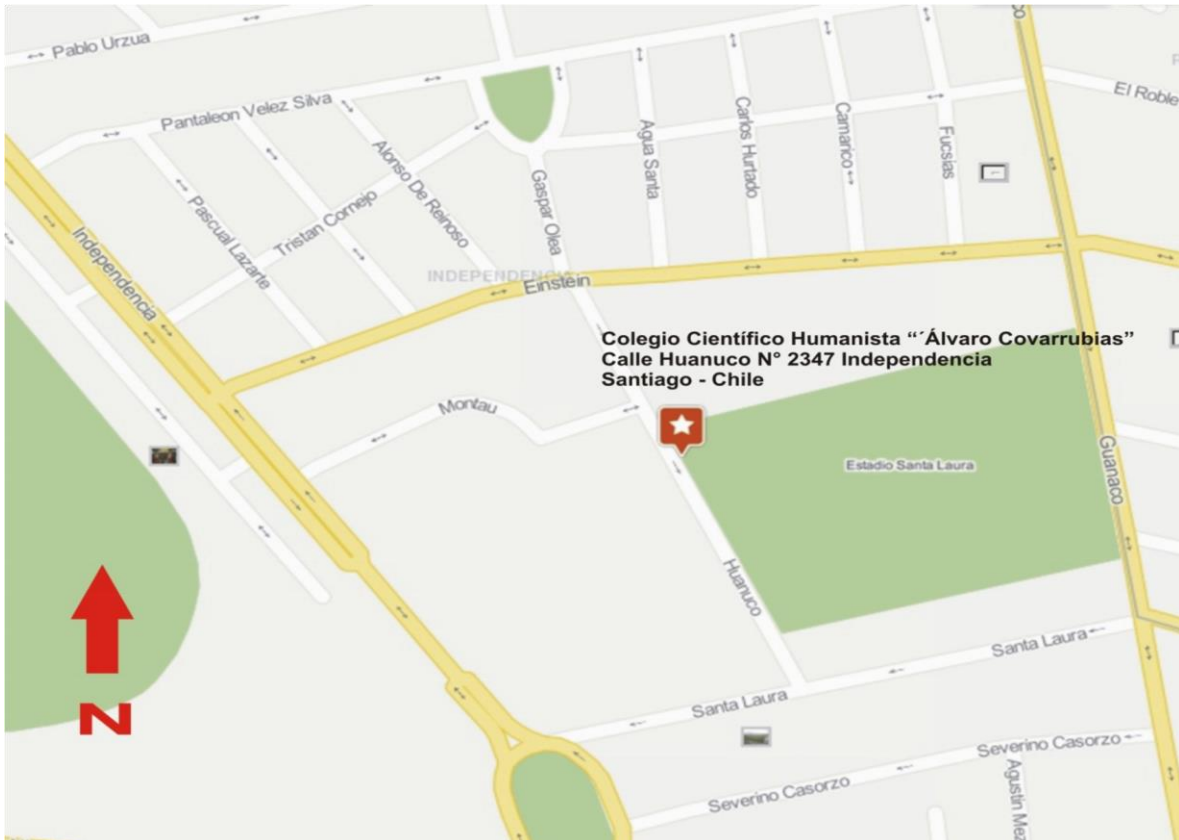 Pablo Urzua
Pantaleon Velez Silva
El Roble
Alonso De Reinoso
Agua Santa
Carlos Hurtado
Camarico
Fucsias
Gaspar Olea
Pascual Lazarte
Tristan Cornejo
Independencia
INDEPENDENCIA
Einstein
Colegio Científico Humanista “´Álvaro Covarrubias”
Calle Huanuco N° 2347 Independencia
Santiago - Chile
Montau
Estadio Santa Laura
Guanaco
Huanuco
Santa Laura
Santa Laura
N
Severino Casorzo
Severino Casorzo